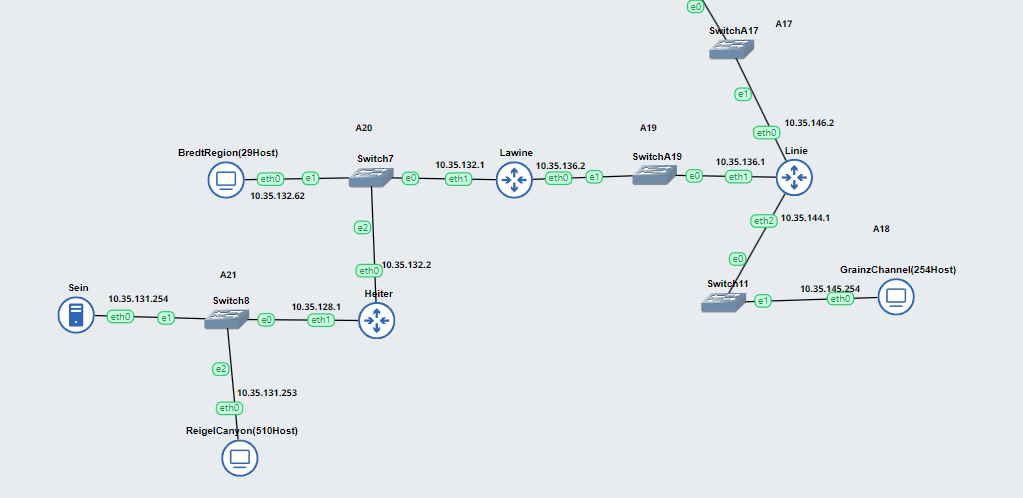 e0
SwitchA17
A17
e1
10.35.146.2
eth0
A20
A19
BredtRegion(29Host)
Switch7
Lawine
SwitchA19
Linie
10.35.132.1
10.35.136.2
10.35.136.1
eth0
e1
e0
eth1
eth0
e1
e0
eth1
10.35.132.62
e2
eth2
10.35.144.1
A18
e0
eth0
10.35.132.2
GrainzChannel(254Host)
A21
Sein
Heiter
Switch11
10.35.145.254
e1
eth0
10.35.131.254
Switch8
10.35.128.1
eth0
e1
e0
eth1
e2
10.35.131.253
eth0
ReigelCanyon(510Host)